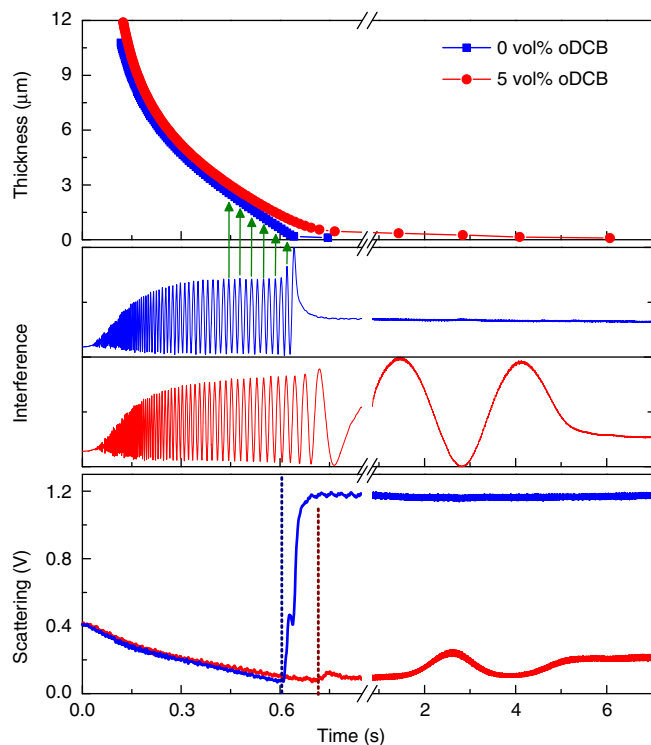 12
9
6
3
0
Thickness (μm)
0 vol% oDCB
5 vol% oDCB
Interference
1.2
0.8
0.4
0.0
Scattering (V)
0.0 0.3 0.6 2 4 6
Time (s)